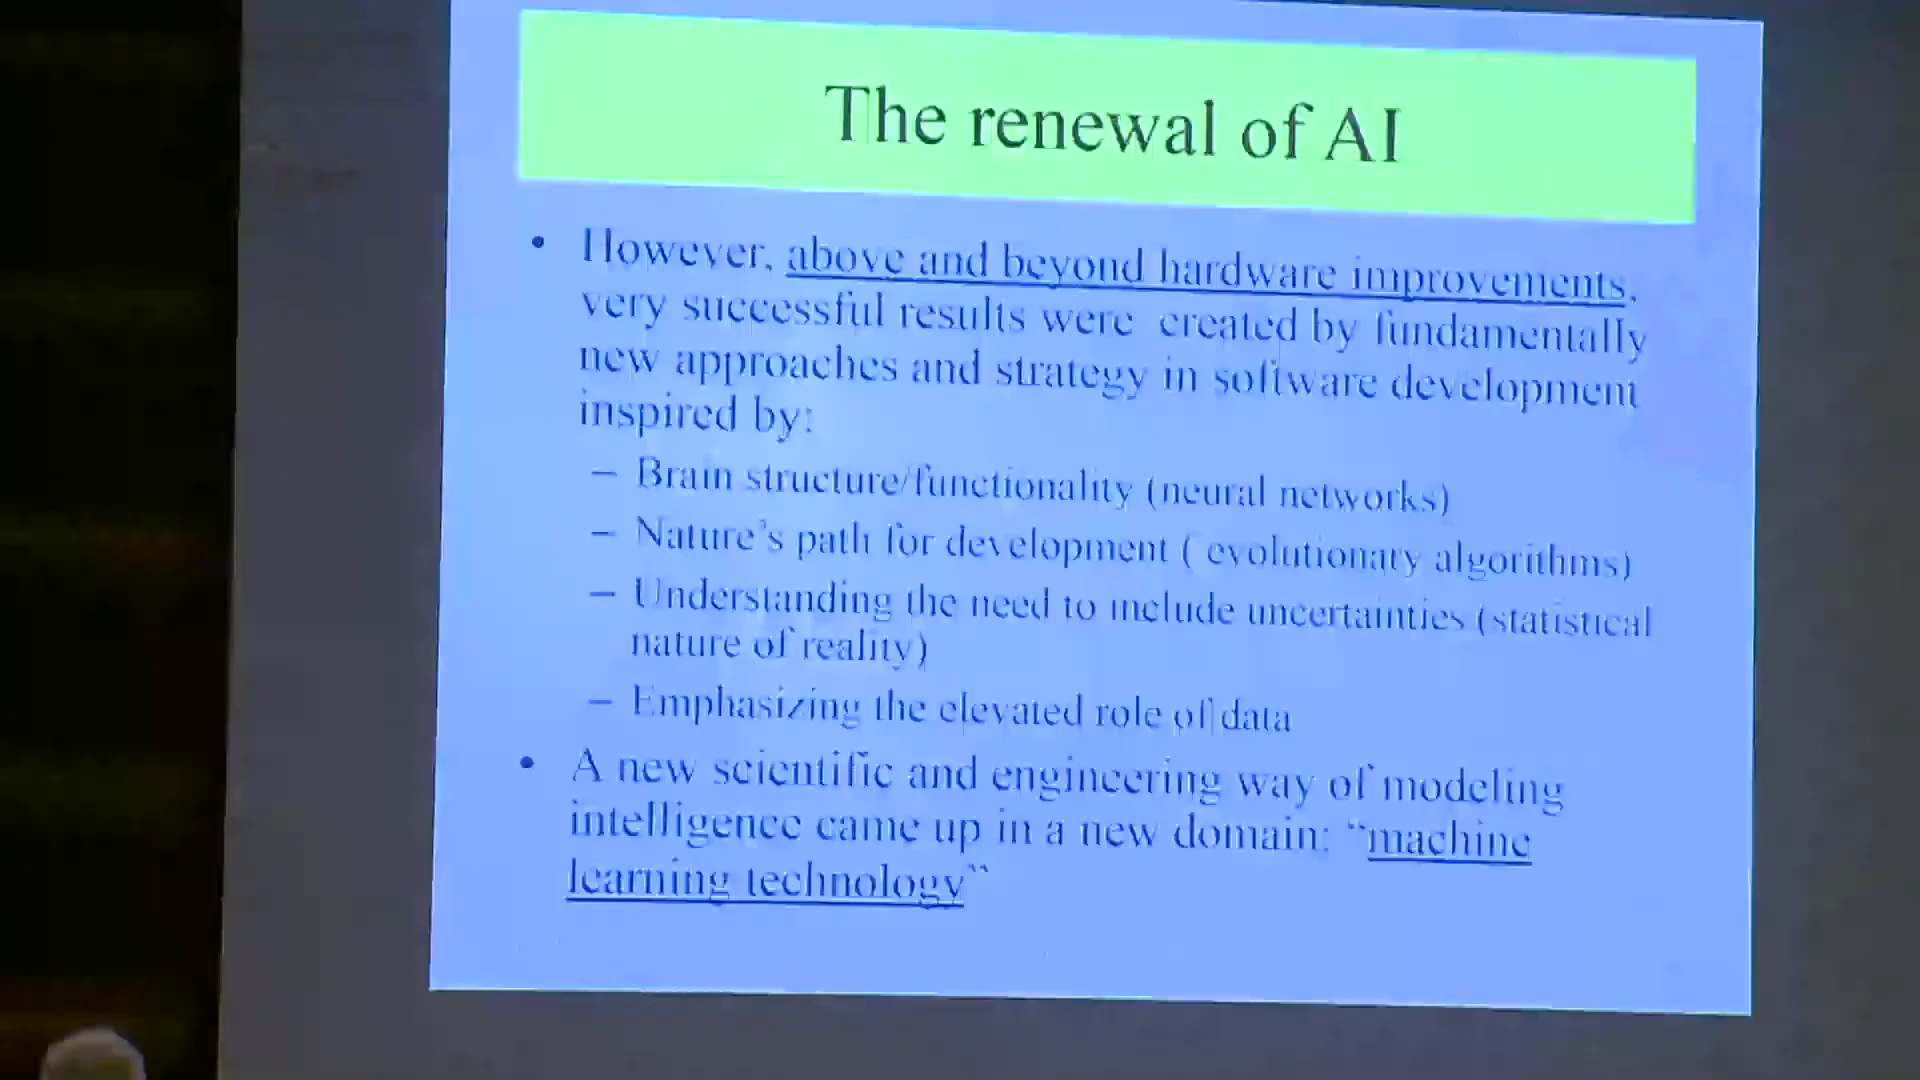 The renewal of AI
• However, above and beyond hardware improvements,
very successful results were created by fundamentally
new approaches and strategy in software development
inspired by:
– Brain structure/functionality (neural networks)
– Nature's path for development ( evolutionary algorithms)
– Understanding the need to include uncertainties (statistical
nature of reality)
– Emphasizing the elevated role of data
• A new scientific and engineering way of modeling
intelligence came up in a new domain: “machine
learning technology”